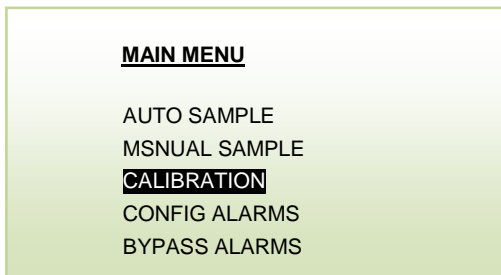 MAIN MENU
AUTO SAMPLE
MSNUAL SAMPLE
CALIBRATION
CONFIG ALARMS
BYPASS ALARMS